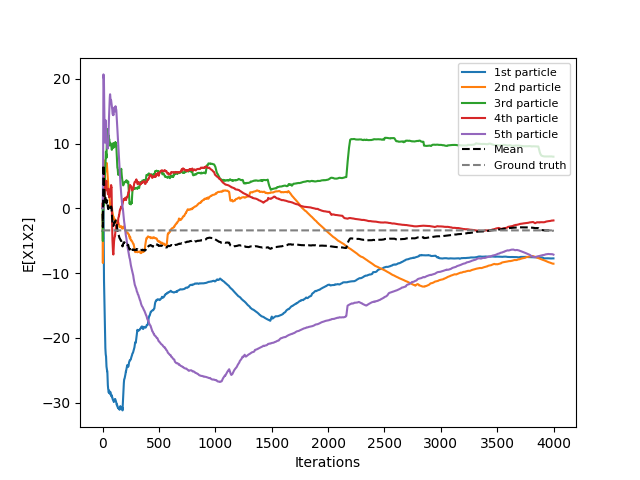 20
10
0
−10
−20
−30
E[X1X2]
0 500 1000 1500 2000 2500 3000 3500 4000
Iterations
1st particle
2nd particle
3rd particle
4th particle
5th particle
Mean
Ground truth